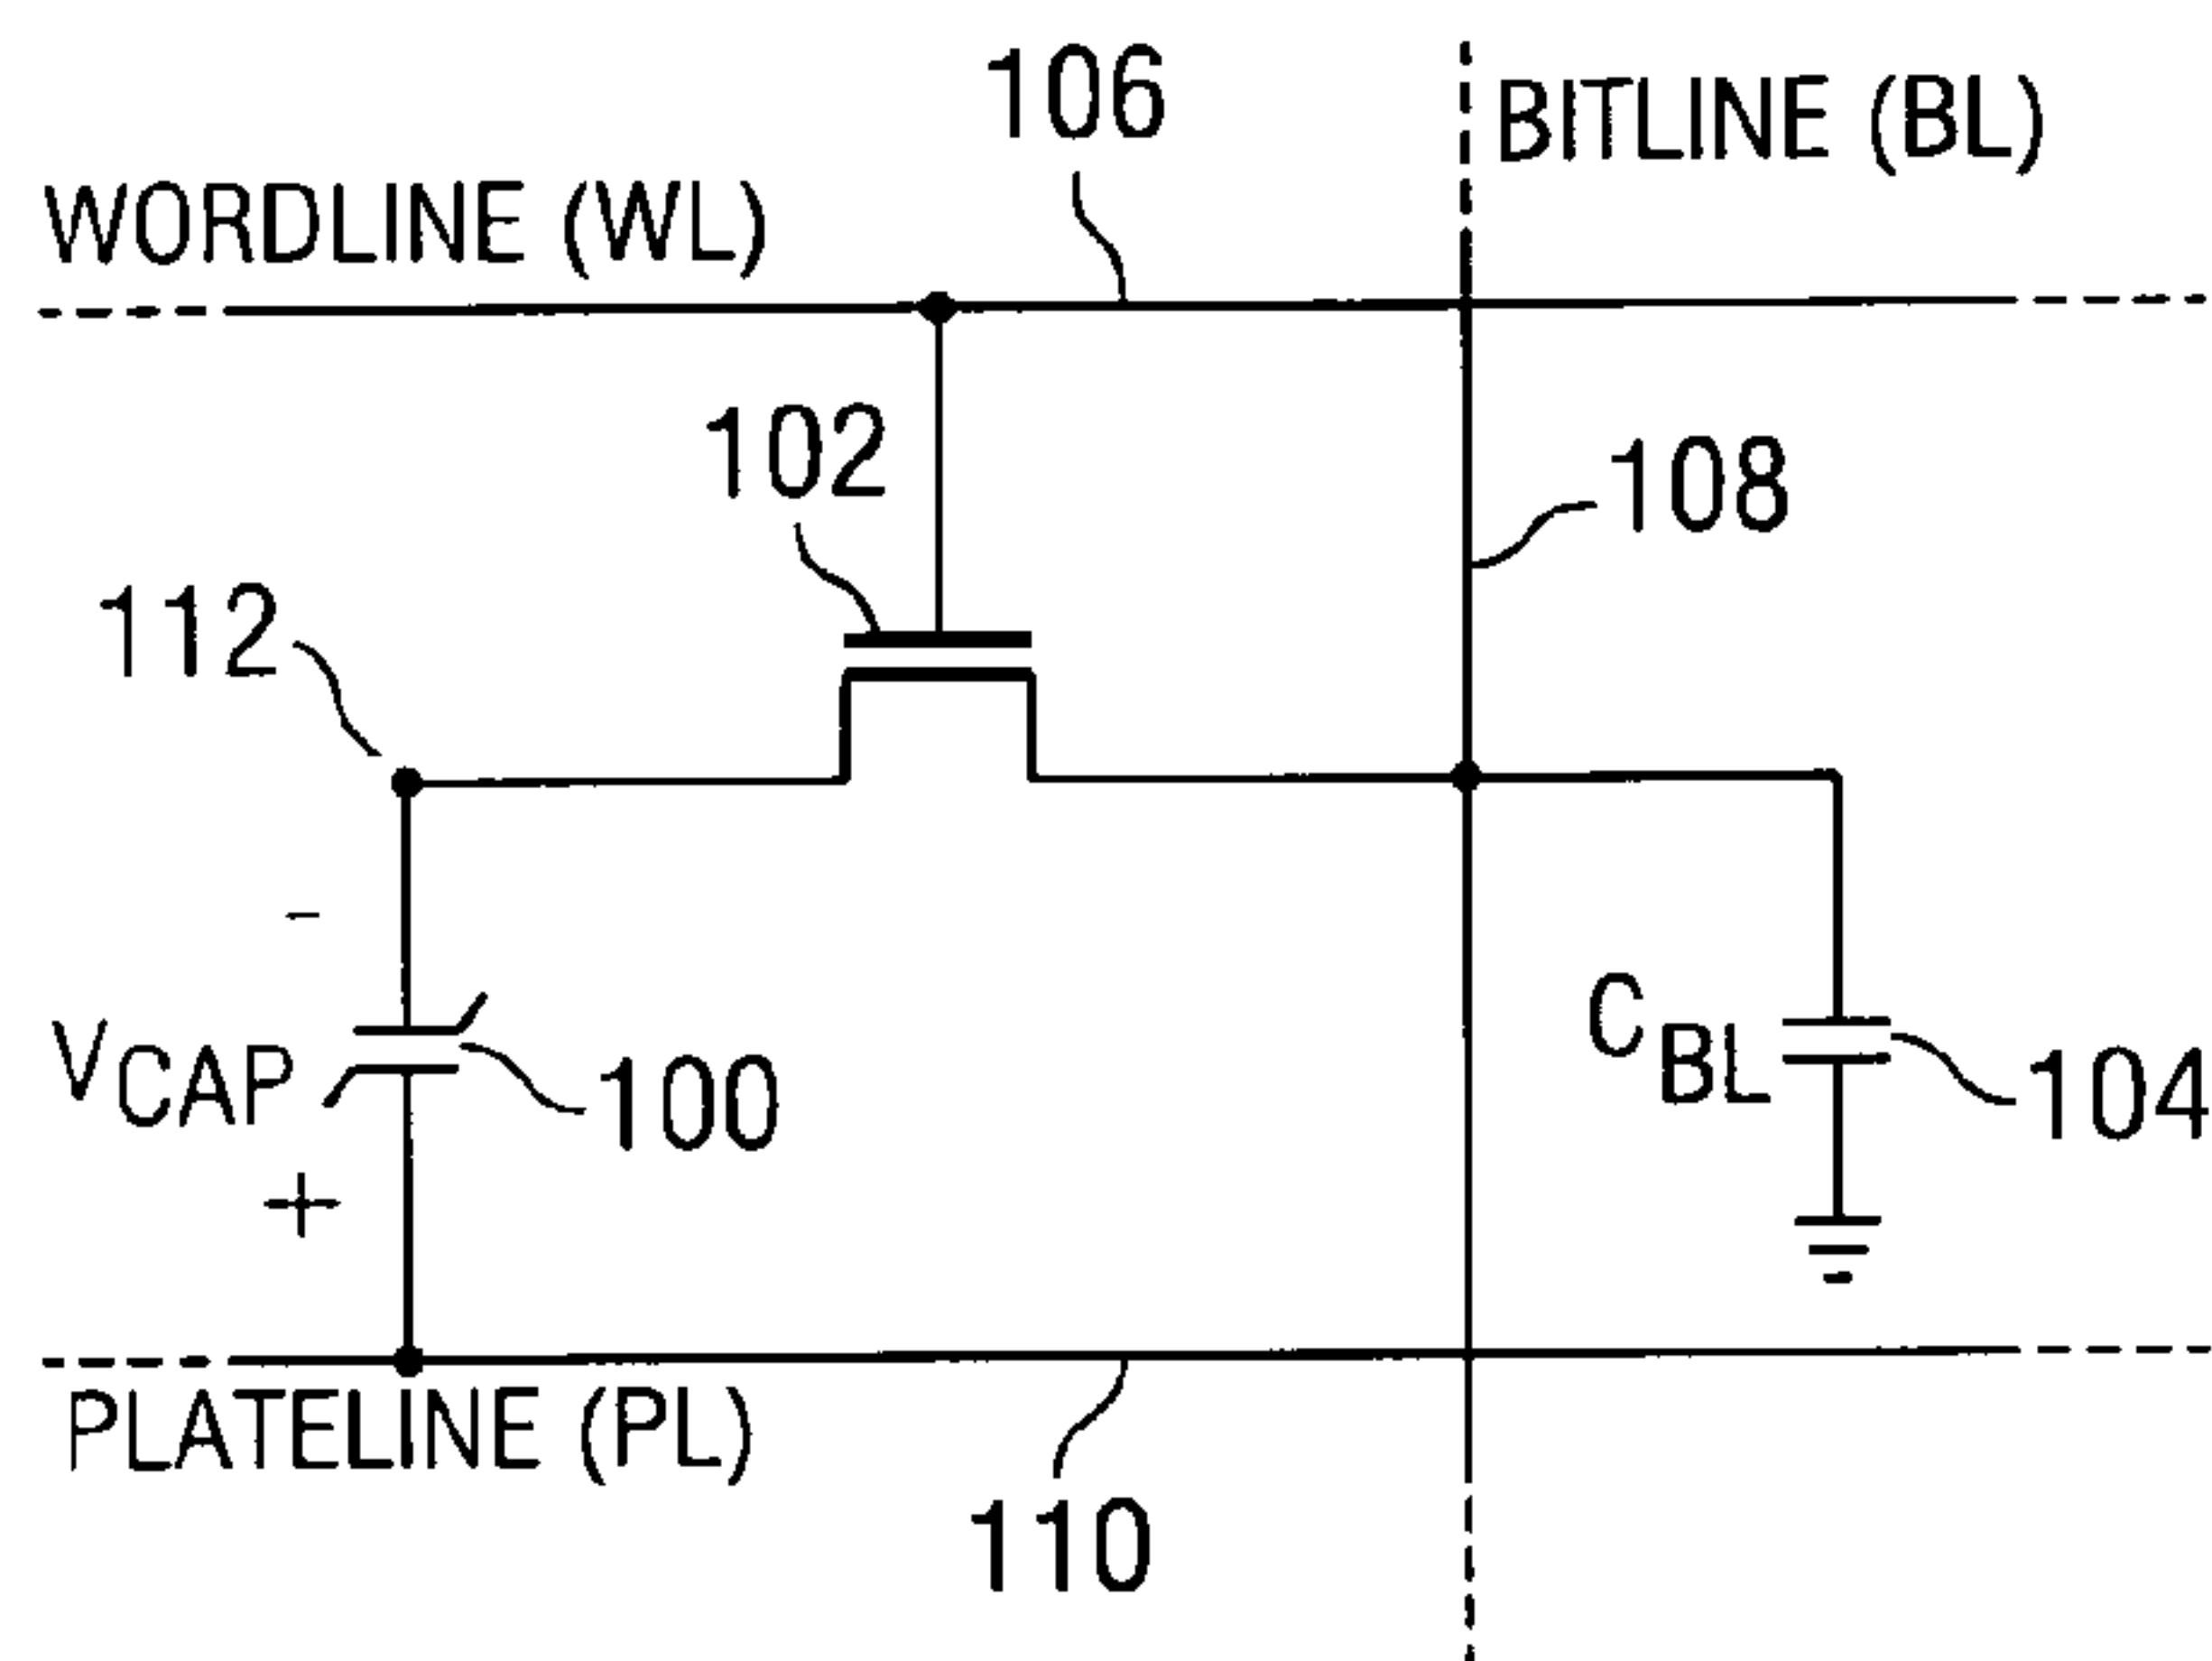 106
BITLINE (BL)
WORDLINE (WL)
102
108
112
-
VCAP
100
CBL
104
+
PLATELINE (PL)
110